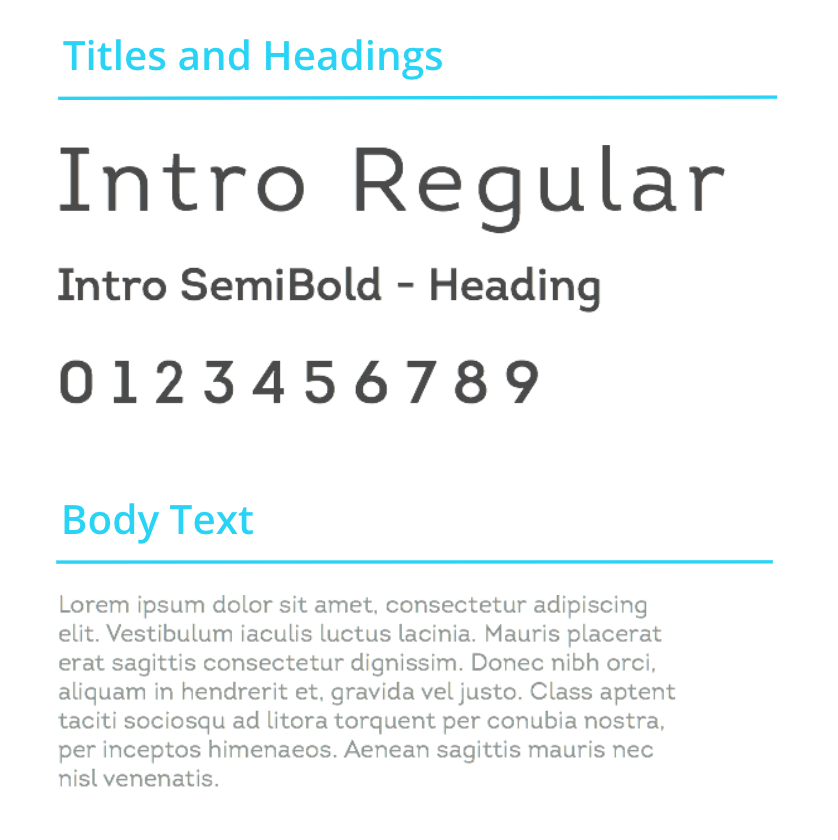 Titles and Headings
Intro Regular
Intro SemiBold - Heading
0 1 2 3 4 5 6 7 8 9
Body Text
Lorem ipsum dolor sit amet, consectetur adipiscing
elit. Vestibulum iaculis luctus lacinia. Mauris placerat
erat sagittis consectetur dignissim. Donec nibh orci,
aliquam in hendrerit et, gravida vel justo. Class aptent
taciti sociosqu ad litora torquent per conubia nostra,
per inceptos himenaeos. Aenean sagittis mauris nec
nisl venenatis.